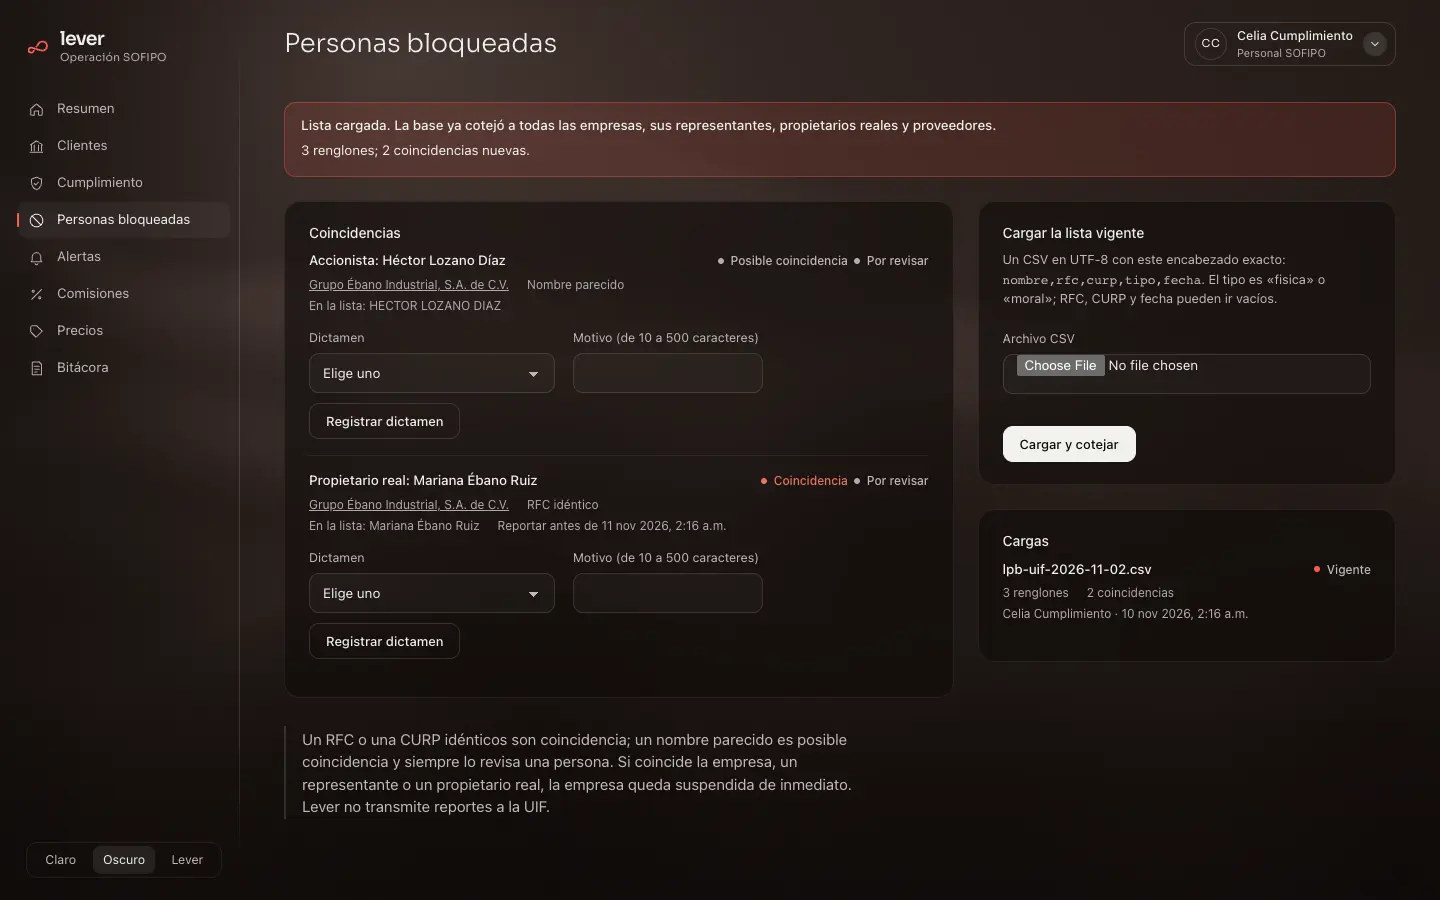 lever
Operación SOFIPO
Resumen
Clientes
Cumplimiento
Personas bloqueadas
Alertas
Comisiones
Precios
Bitácora
Claro
Oscuro
Lever
Personas bloqueadas
CC
Celia Cumplimiento
Personal SOFIPO
Lista cargada. La base ya cotejó a todas las empresas, sus representantes, propietarios reales y proveedores.
3 renglones; 2 coincidencias nuevas.
Coincidencias
Accionista: Héctor Lozano Díaz
Posible coincidencia
Por revisar
Grupo Ébano Industrial, S.A. de C.V.
Nombre parecido
En la lista: HECTOR LOZANO DIAZ
Dictamen
Motivo (de 10 a 500 caracteres)
Elige uno
Registrar dictamen
Propietario real: Mariana Ébano Ruiz
Coincidencia
Por revisar
Grupo Ébano Industrial, S.A. de C.V.
RFC idéntico
En la lista: Mariana Ébano Ruiz
Reportar antes de 11 nov 2026, 2:16 a.m.
Dictamen
Motivo (de 10 a 500 caracteres)
Elige uno
Registrar dictamen
Cargar la lista vigente
Un CSV en UTF-8 con este encabezado exacto:
nombre,rfc,curp,tipo,fecha. El tipo es «fisica» o
«moral»; RFC, CURP y fecha pueden ir vacíos.
Archivo CSV
Choose File No file chosen
Cargar y cotejar
Cargas
lpb-uif-2026-11-02.csv
Vigente
3 renglones
2 coincidencias
Celia Cumplimiento · 10 nov 2026, 2:16 a.m.
Un RFC o una CURP idénticos son coincidencia; un nombre parecido es posible
coincidencia y siempre lo revisa una persona. Si coincide la empresa, un
representante o un propietario real, la empresa queda suspendida de inmediato.
Lever no transmite reportes a la UIF.